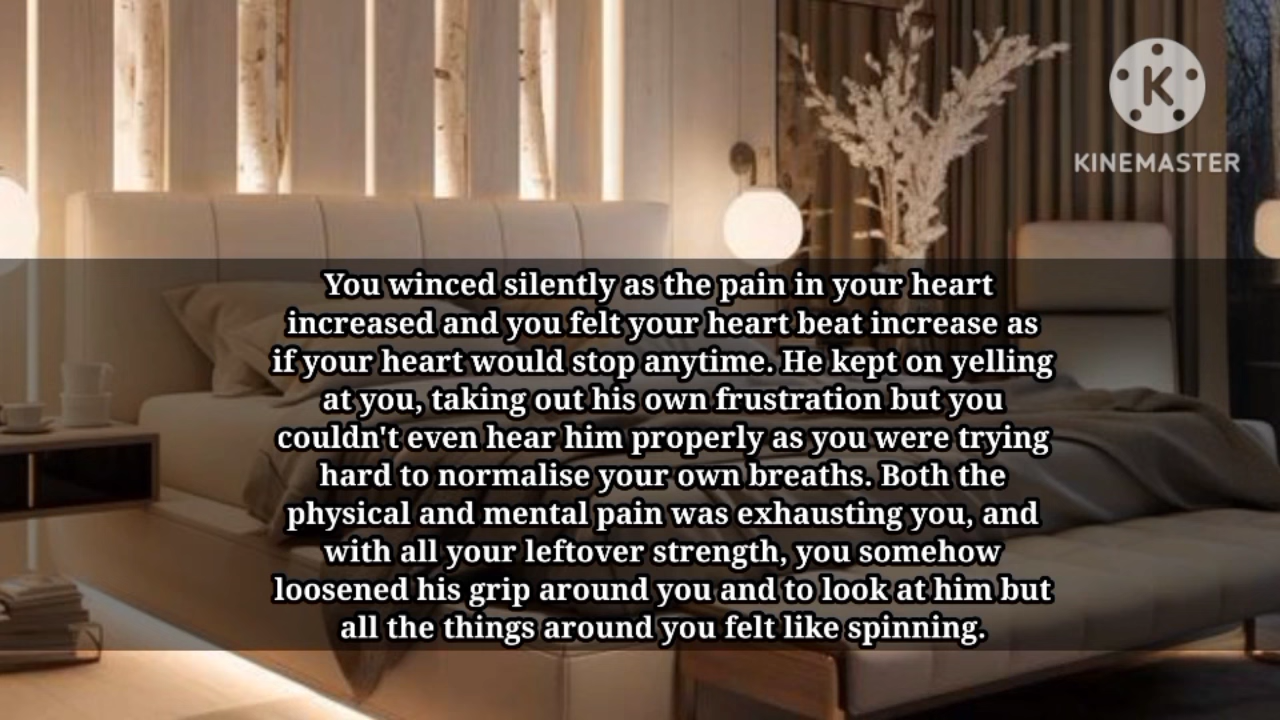 KINEMASTER
You winced silently as the pain in your heart
increased and you felt your heart beat increase as
if your heart would stop anytime. He kept on yelling
at you, taking out his own frustration but you
couldn't even hear him properly as you were trying
hard to normalise your own breaths. Both the
physical and mental pain was exhausting you, and
with all your leftover strength, you somehow
loosened his grip around you and to look at him but
all the things around you felt like spinning.